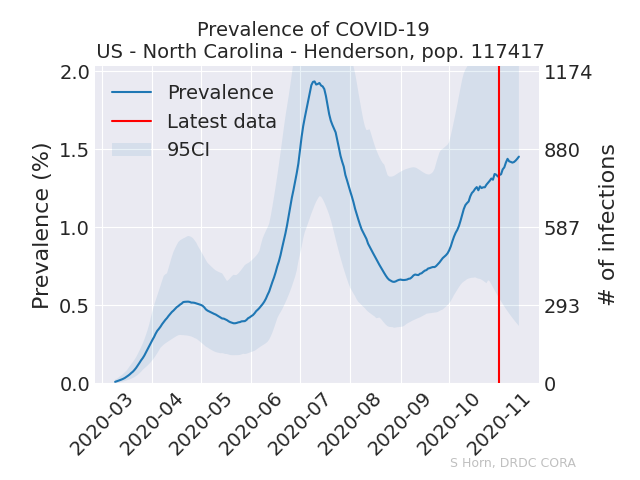 Prevalence of COVID-19
US - North Carolina - Henderson, pop. 117417
Prevalence (%)
2.0
1.5
1.0
0.5
0.0
Prevalence
Latest data
95CI
1174
880
587
293
0
# of infections
2020-03
2020-04
2020-05
2020-06
2020-07
2020-08
2020-09
2020-10
2020-11
S Horn, DRDC CORA